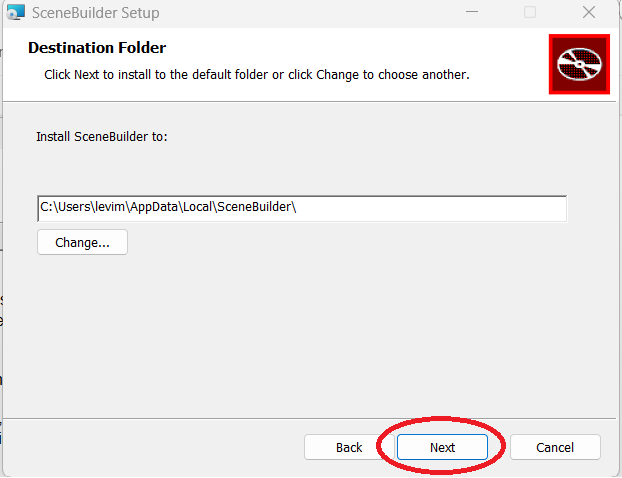 SceneBuilder Setup
Destination Folder
Click Next to install to the default folder or click Change to choose another.
Install SceneBuilder to:
C:\Users\levim\AppData\Local\SceneBuilder\
Change...
Back Next Cancel